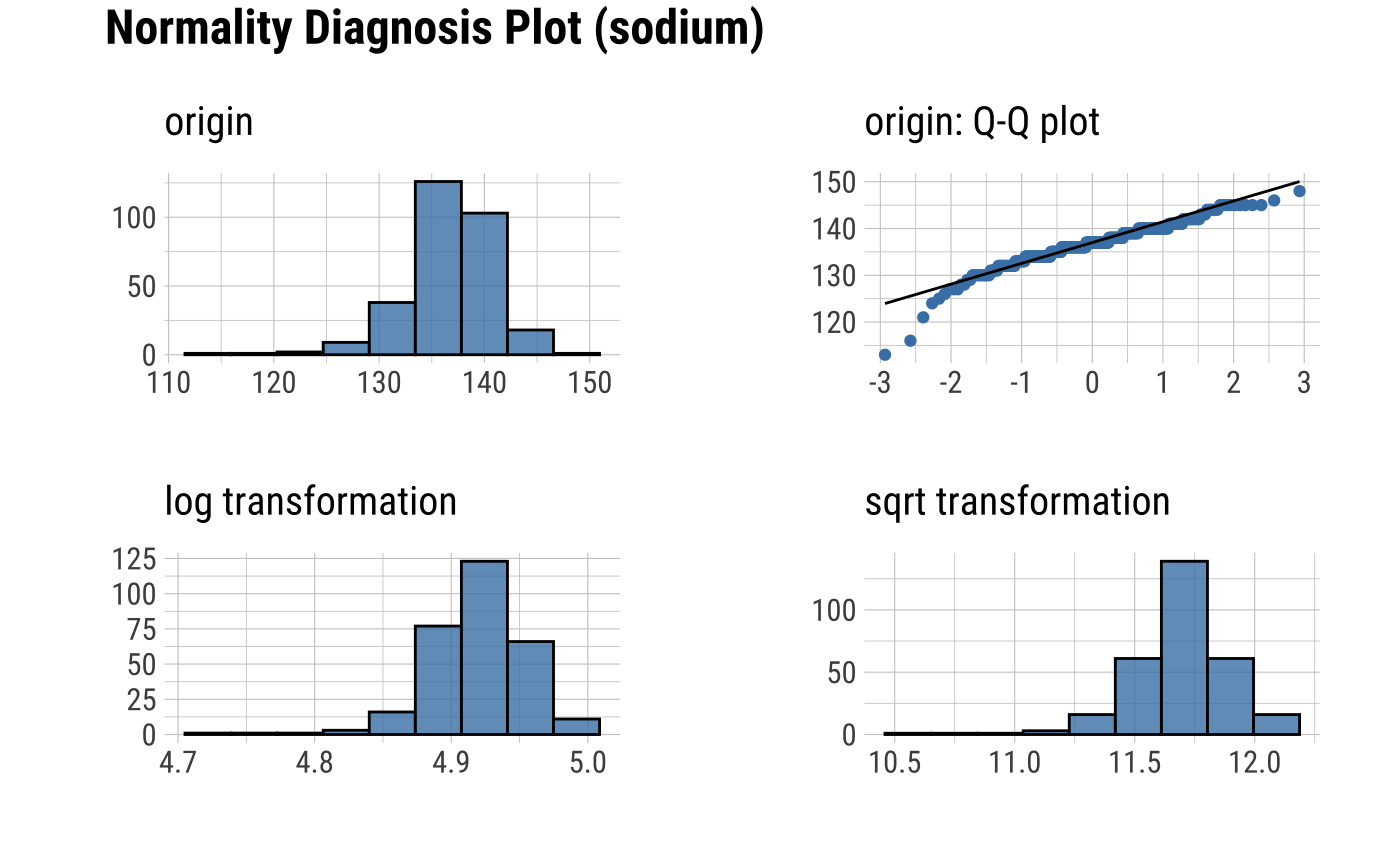 Normality Diagnosis Plot (sodium)
origin
100
50
0
110 120 130 140 150
origin: Q-Q plot
150
140
130
120
-3 -2 -1 0 1 2 3
log transformation
125
100
75
50
25
0
4.7 4.8 4.9 5.0
sqrt transformation
100
50
0
10.5 11.0 11.5 12.0